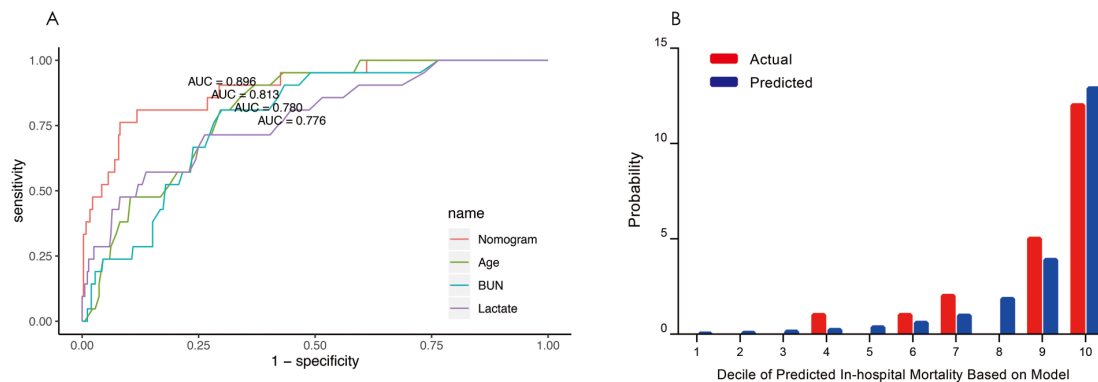 A
1.00
0.75
0.50
0.25
0.00
sensitivity
AUC = 0.896
AUC = 0.813
AUC = 0.780
AUC = 0.776
name
Nomogram
Age
BUN
Lactate
0.00 0.25 0.50 0.75 1.00
1 − specificity
B
Actual
Predicted
15
10
5
0
Probability
1 2 3 4 5 6 7 8 9 10
Decile of Predicted In-hospital Mortality Based on Model